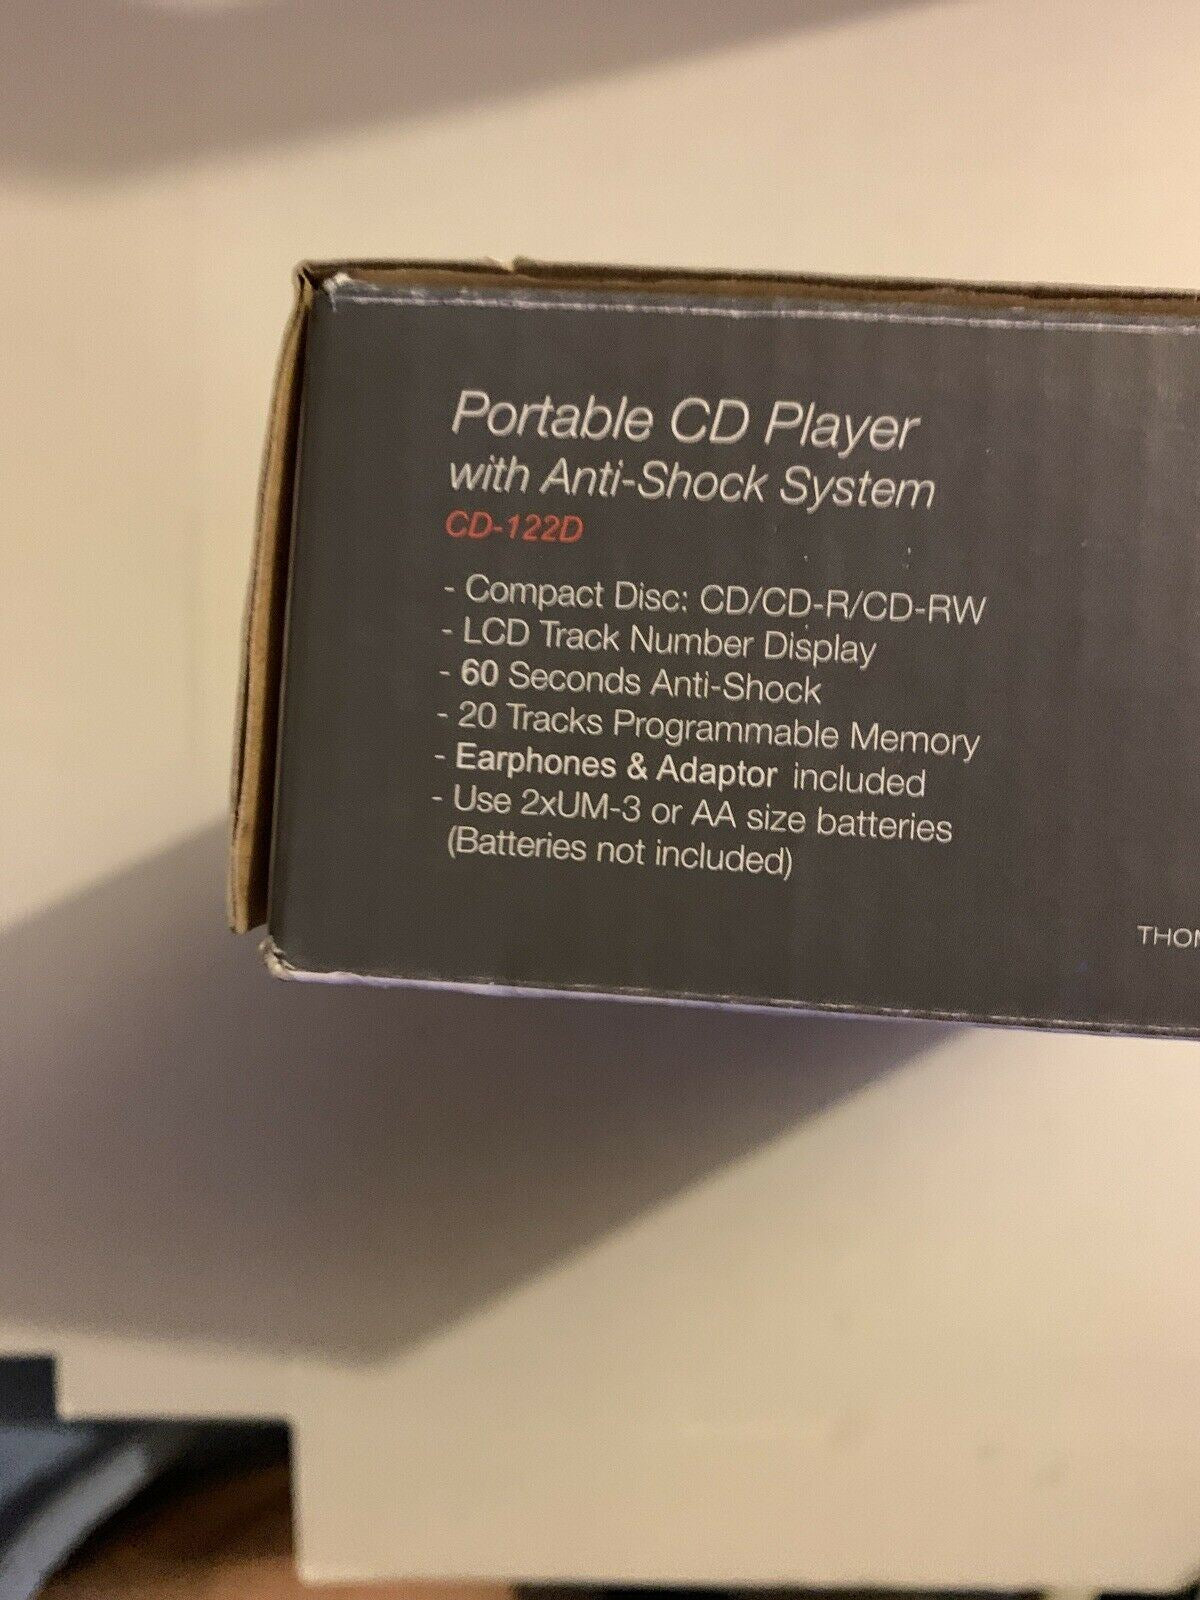 Portable CD Player
with Anti-Shock System
CD-122D
- Compact Disc: CD/CD-R/CD-RW
- LCD Track Number Display
- 60 Seconds Anti-Shock
- 20 Tracks Programmable Memory
- Earphones & Adaptor included
- Use 2xUM-3 or AA size batteries
(Batteries not included)